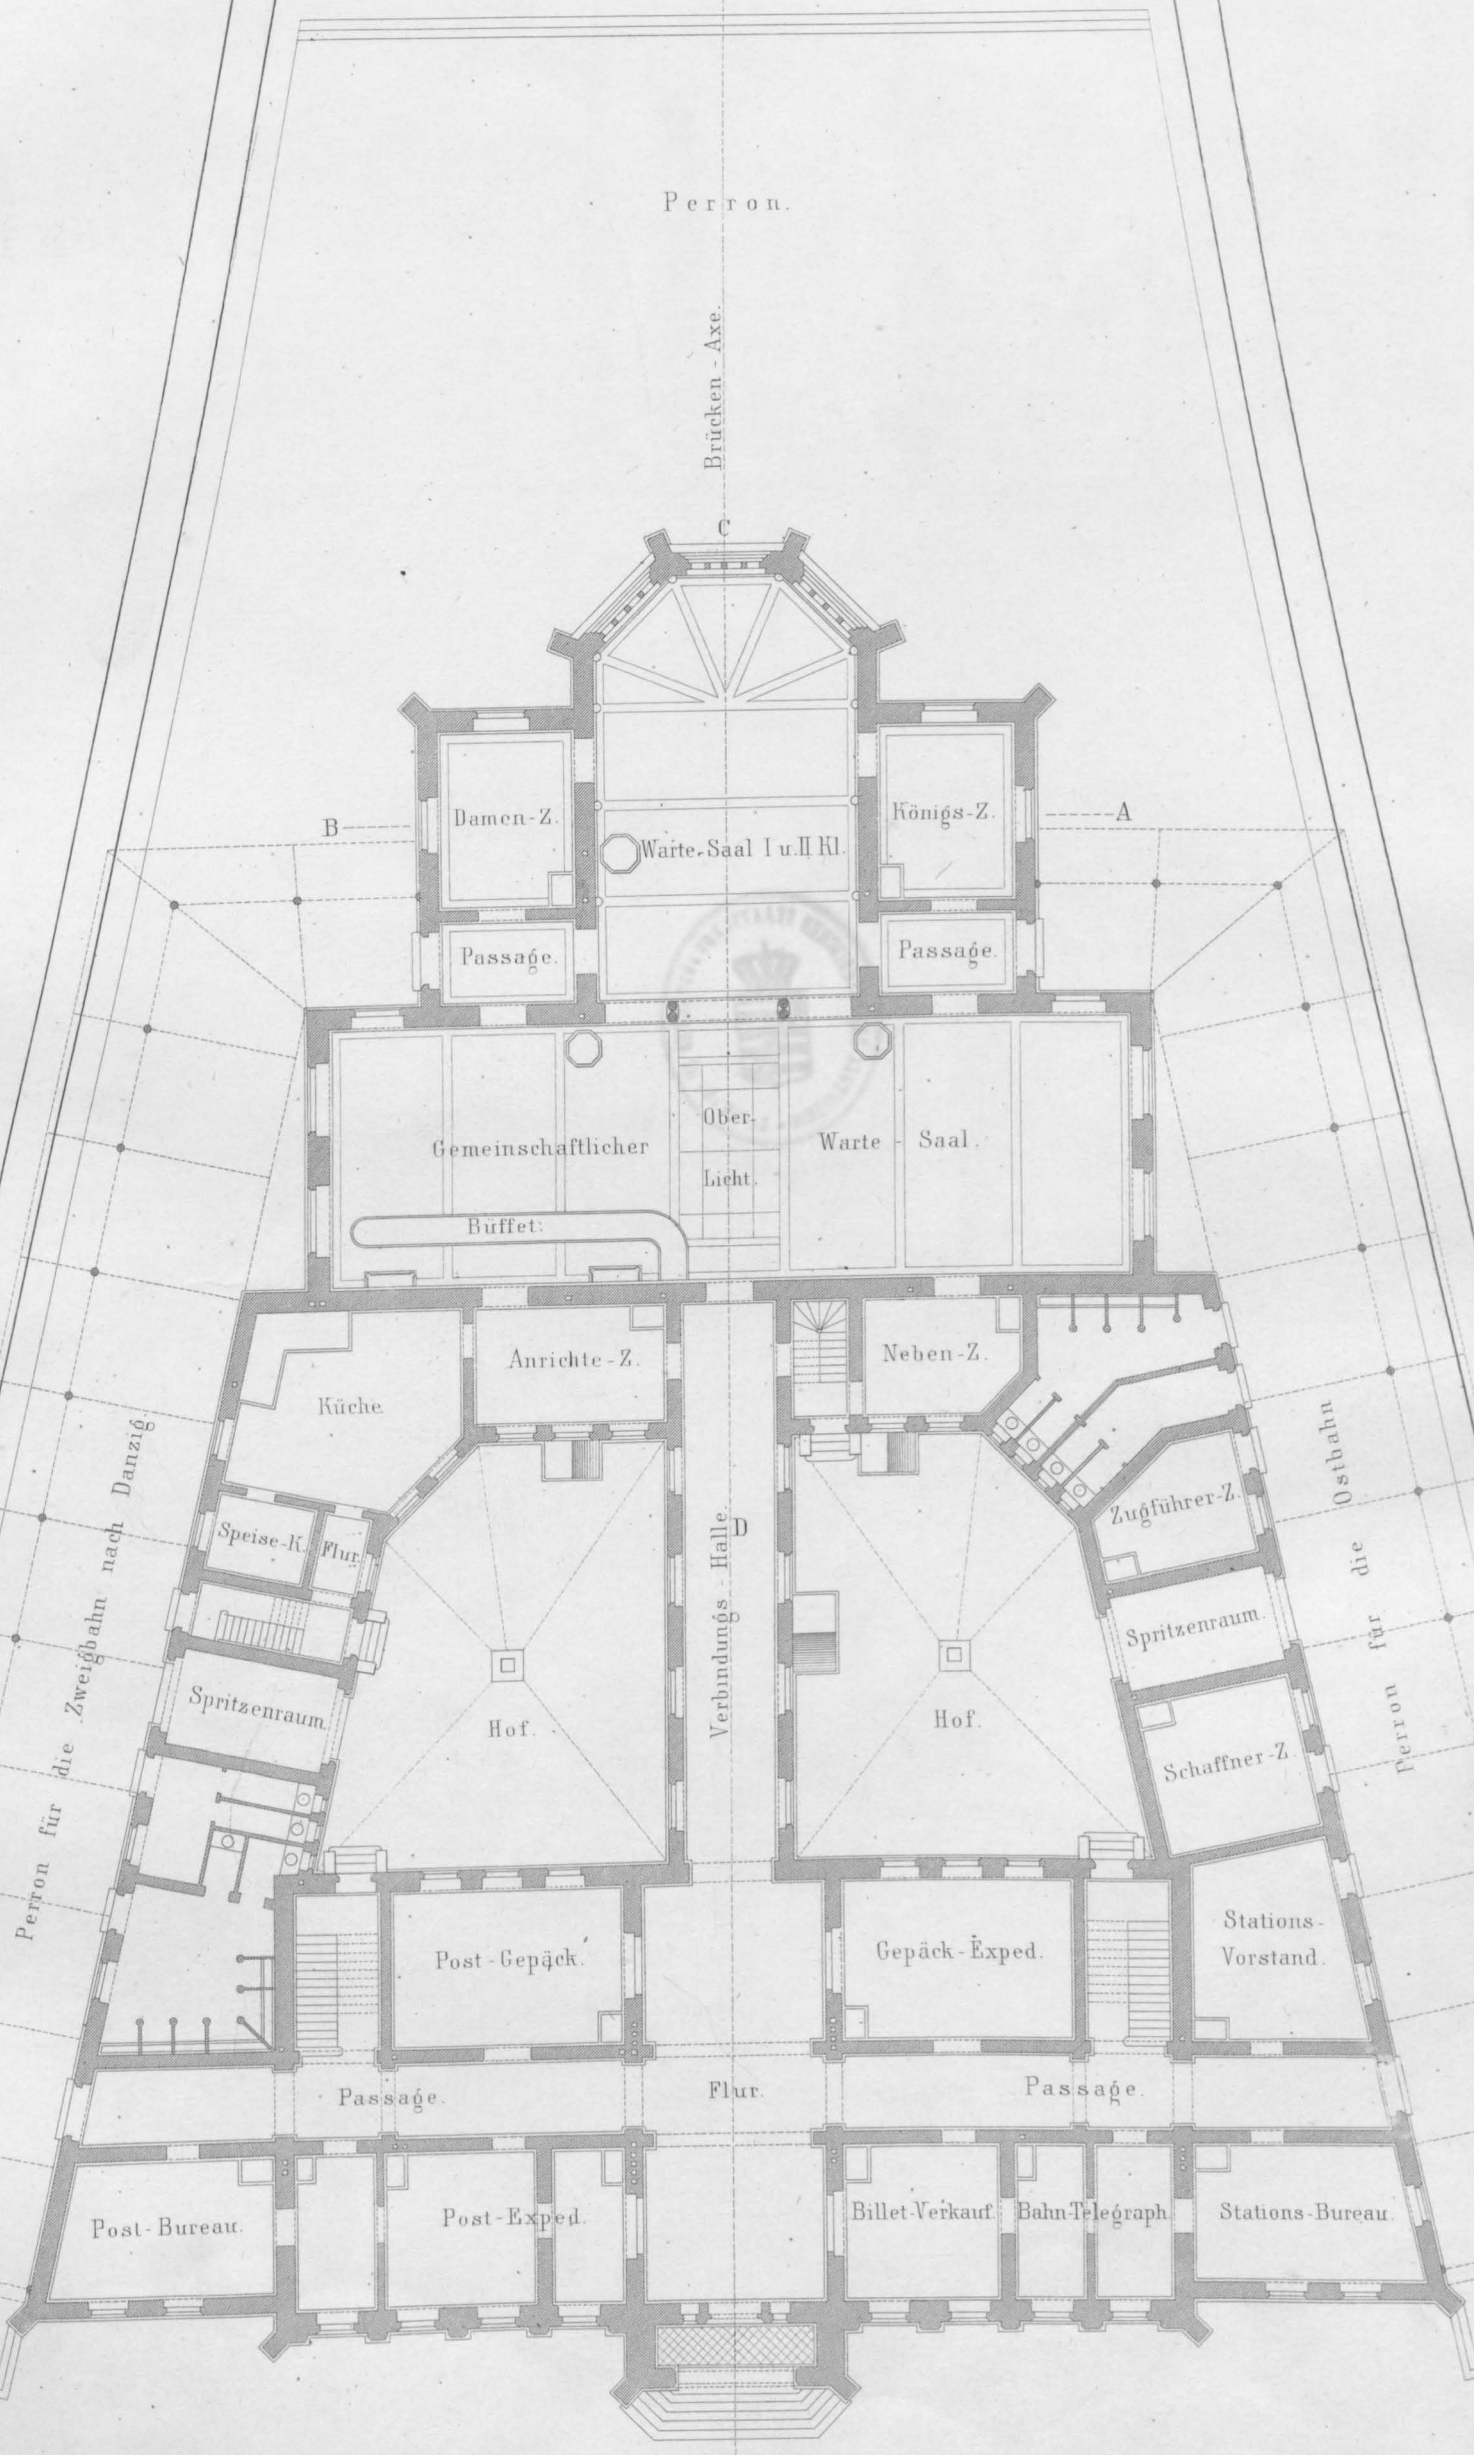 Perron.
Brücken - Axe.
C
Damen-Z.
Königs-Z.
B
A
Warte-Saal I u. II Kl.
Passage.
Passage.
Gemeinschaftlicher
Ober-
Licht.
Warte - Saal.
Büffet.
Küche
Anrichte-Z.
Neben-Z.
Speise-K.
Flur
Zugführer-Z.
Verbindungs-Halle.
D
Spritzenraum.
Spritzenraum.
Hof.
Hof.
Schaffner-Z.
Perron für die Zweigbahn nach Danzig.
Perron für die Ostbahn
Post-Gepäck.
Gepäck-Exped.
Stations-
Vorstand.
Passage.
Flur.
Passage.
Post-Bureau.
Post-Exped.
Billet-Verkauf.
Bahn-Telegraph.
Stations-Bureau.